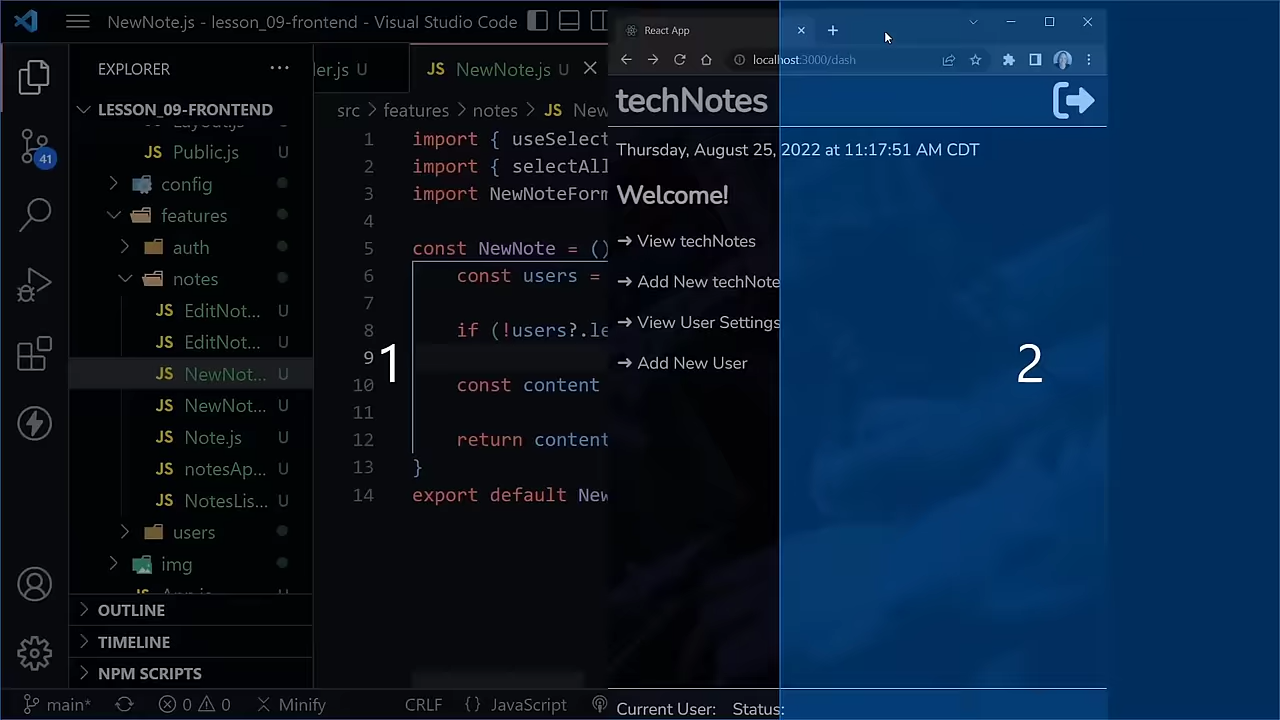 NewNote.js - lesson_09-frontend - Visual Studio Code
EXPLORER
LESSON_09-FRONTEND
Public.js U
config
features
auth
notes
EditNot... U
EditNot... U
NewNot... U
NewNot... U
Note.js U
notesAp... U
NotesLis... U
users
img
OUTLINE
TIMELINE
NPM SCRIPTS
41
main*
0 0
Minify
CRLF
{} JavaScript
ler.js U
JS NewNote.js U
src > features > notes > JS New
1 import { useSelect
2 import { selectAll
3 import NewNoteForm
4
5 const NewNote = ()
6 const users =
7
8 if (!users?.le
9
10 const content
11
12 return content
13 }
14 export default New
1
React App
localhost:3000/dash
techNotes
Thursday, August 25, 2022 at 11:17:51 AM CDT
Welcome!
➜ View techNotes
➜ Add New techNote
➜ View User Settings
➜ Add New User
2
Current User: Status: